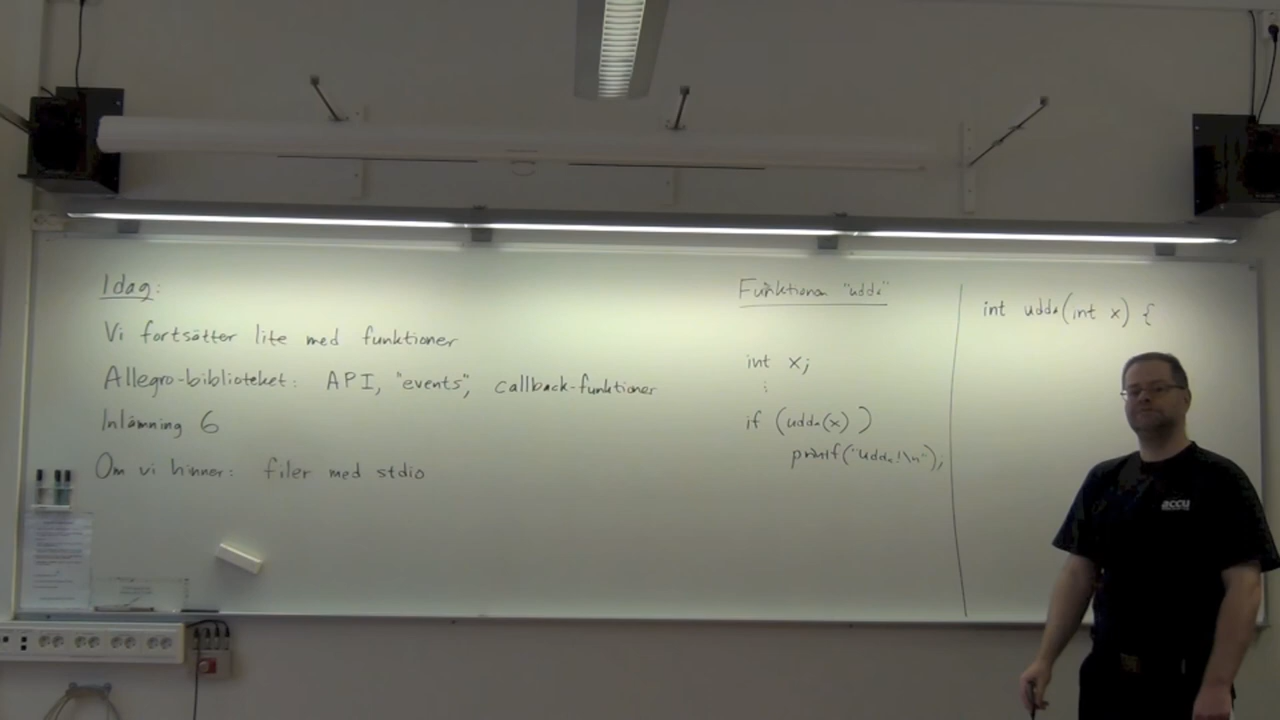 Idag:
Vi fortsätter lite med funktioner
Allegro-biblioteket: API, "events", callback-funktioner
Inlämning 6
Om vi hinner: filer med stdio
Funktionen "udda"
int x;
:
if (udda(x) )
printf("Udda!\n");
int udda(int x) {
accu